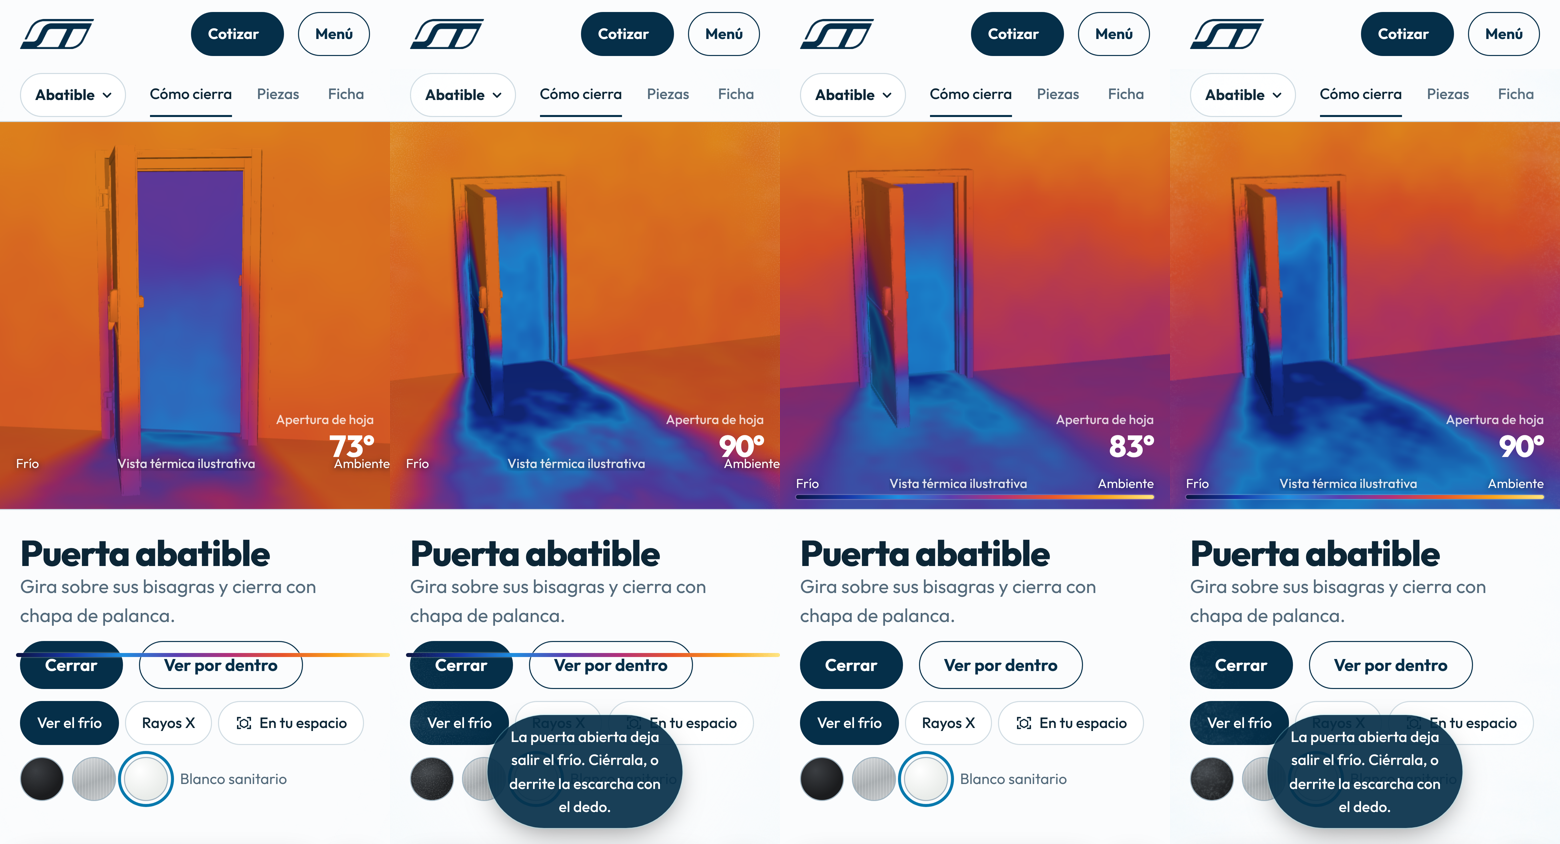 Cotizar
Menú
Abatible
Cómo cierra
Piezas
Ficha
Apertura de hoja
73°
Frío
Vista térmica ilustrativa
Ambiente
Puerta abatible
Gira sobre sus bisagras y cierra con
chapa de palanca.
Cerrar
Ver por dentro
Ver el frío
Rayos X
En tu espacio
Blanco sanitario
Cotizar
Menú
Abatible
Cómo cierra
Piezas
Ficha
Apertura de hoja
90°
Frío
Vista térmica ilustrativa
Ambiente
Puerta abatible
Gira sobre sus bisagras y cierra con
chapa de palanca.
Cerrar
Ver por dentro
Ver el frío
Rayos X
En tu espacio
La puerta abierta deja
salir el frío. Ciérrala, o
derrite la escarcha con
el dedo.
Cotizar
Menú
Abatible
Cómo cierra
Piezas
Ficha
Apertura de hoja
83°
Frío
Vista térmica ilustrativa
Ambiente
Puerta abatible
Gira sobre sus bisagras y cierra con
chapa de palanca.
Cerrar
Ver por dentro
Ver el frío
Rayos X
En tu espacio
Blanco sanitario
Cotizar
Menú
Abatible
Cómo cierra
Piezas
Ficha
Apertura de hoja
90°
Frío
Vista térmica ilustrativa
Ambiente
Puerta abatible
Gira sobre sus bisagras y cierra con
chapa de palanca.
Cerrar
Ver por dentro
Ver el frío
Rayos X
En tu espacio
La puerta abierta deja
salir el frío. Ciérrala, o
derrite la escarcha con
el dedo.